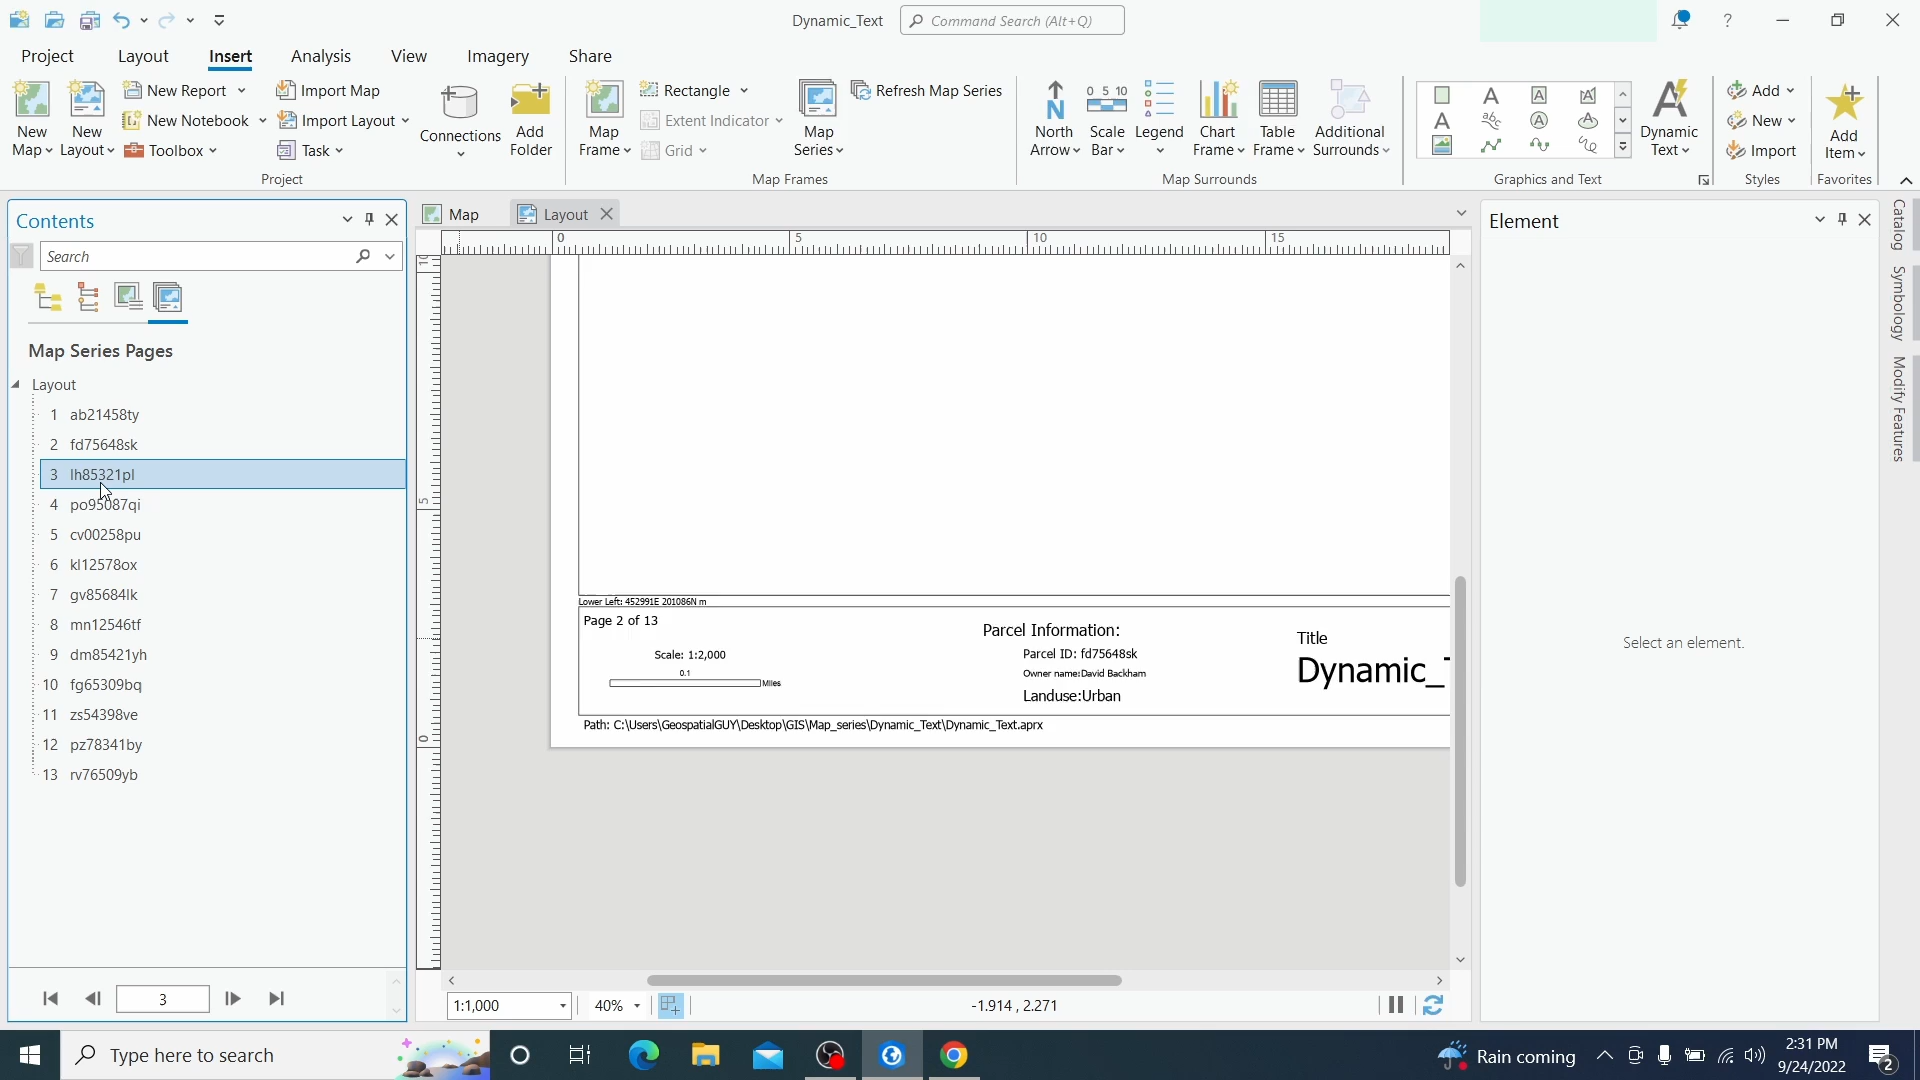 Dynamic_Text
Command Search (Alt+Q)
Project
Layout
Insert
Analysis
View
Imagery
Share
New Map
New Layout
New Report
New Notebook
Toolbox
Import Map
Import Layout
Task
Connections
Add Folder
Project
Map Frame
Rectangle
Extent Indicator
Grid
Map Series
Refresh Map Series
Map Frames
North Arrow
0 5 10
Scale Bar
Legend
Chart Frame
Table Frame
Additional Surrounds
Map Surrounds
Dynamic Text
Graphics and Text
Add
New
Import
Styles
Add Item
Favorites
Contents
Search
Map Series Pages
Layout
1 ab21458ty
2 fd75648sk
3 lh85321pl
4 po95087qi
5 cv00258pu
6 kl12578ox
7 gv85684lk
8 mn12546tf
9 dm85421yh
10 fg65309bq
11 zs54398ve
12 pz78341by
13 rv76509yb
3
Map
Layout
0 5 10 15
10
5
0
Lower Left: 452991E 201086N m
Page 2 of 13
Scale: 1:2,000
0.1
Miles
Parcel Information:
Parcel ID: fd75648sk
Owner name:David Backham
Landuse:Urban
Title
Dynamic_T
Path: C:\Users\GeospatialGUY\Desktop\GIS\Map_series\Dynamic_Text\Dynamic_Text.aprx
1:1,000
40%
-1.914 , 2.271
Element
Select an element.
Catalog
Symbology
Modify Features
Type here to search
Rain coming
2:31 PM
9/24/2022
2